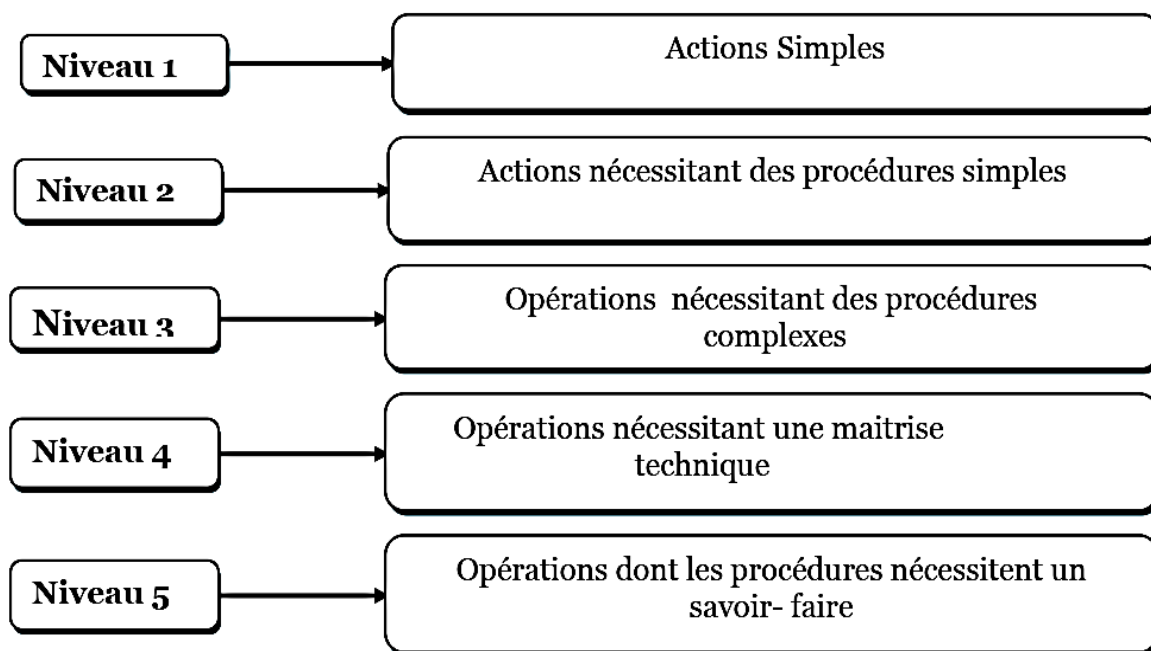 Niveau 1
Actions Simples
Niveau 2
Actions nécessitant des procédures simples
Niveau 3
Opérations nécessitant des procédures
complexes
Niveau 4
Opérations nécessitant une maitrise
technique
Niveau 5
Opérations dont les procédures nécessitent un
savoir- faire